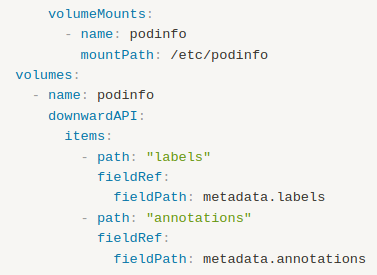 volumeMounts:
      - name: podinfo
        mountPath: /etc/podinfo
volumes:
  - name: podinfo
    downwardAPI:
      items:
        - path: "labels"
          fieldRef:
            fieldPath: metadata.labels
        - path: "annotations"
          fieldRef:
            fieldPath: metadata.annotations